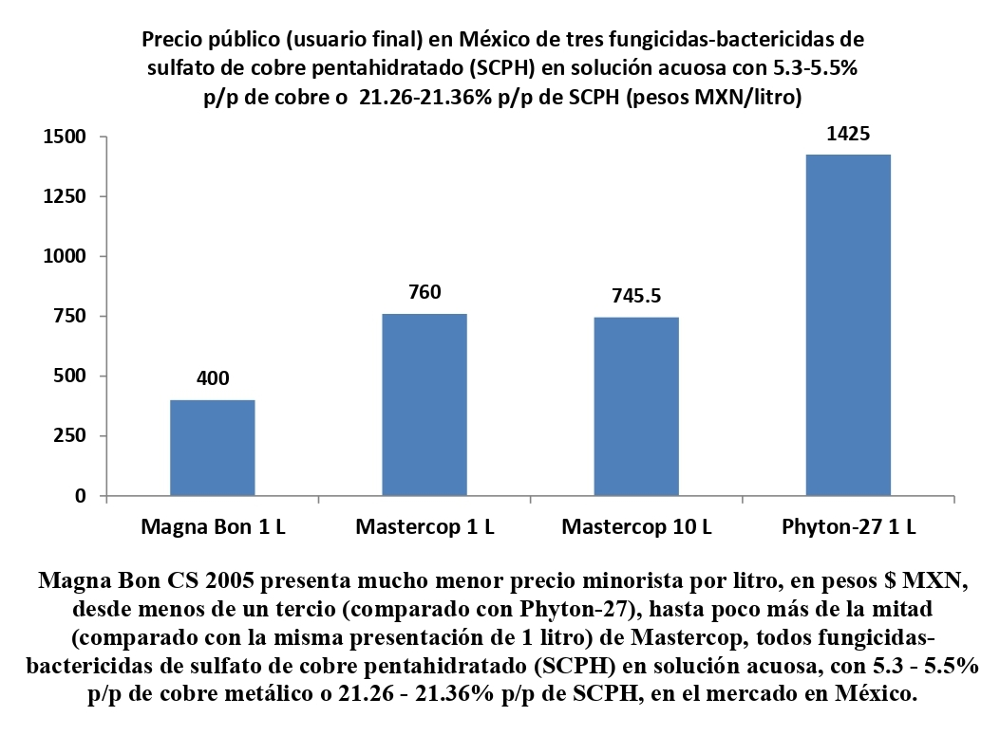 Precio público (usuario final) en México de tres fungicidas-bactericidas de
sulfato de cobre pentahidratado (SCPH) en solución acuosa con 5.3-5.5%
p/p de cobre o  21.26-21.36% p/p de SCPH (pesos MXN/litro)
1500
1250
1000
750
500
250
0
400
760
745.5
1425
Magna Bon 1 L
Mastercop 1 L
Mastercop 10 L
Phyton-27 1 L
Magna Bon CS 2005 presenta mucho menor precio minorista por litro, en pesos $ MXN,
desde menos de un tercio (comparado con Phyton-27), hasta poco más de la mitad
(comparado con la misma presentación de 1 litro) de Mastercop, todos fungicidas-
bactericidas de sulfato de cobre pentahidratado (SCPH) en solución acuosa, con 5.3 - 5.5%
p/p de cobre metálico o 21.26 - 21.36% p/p de SCPH, en el mercado en México.